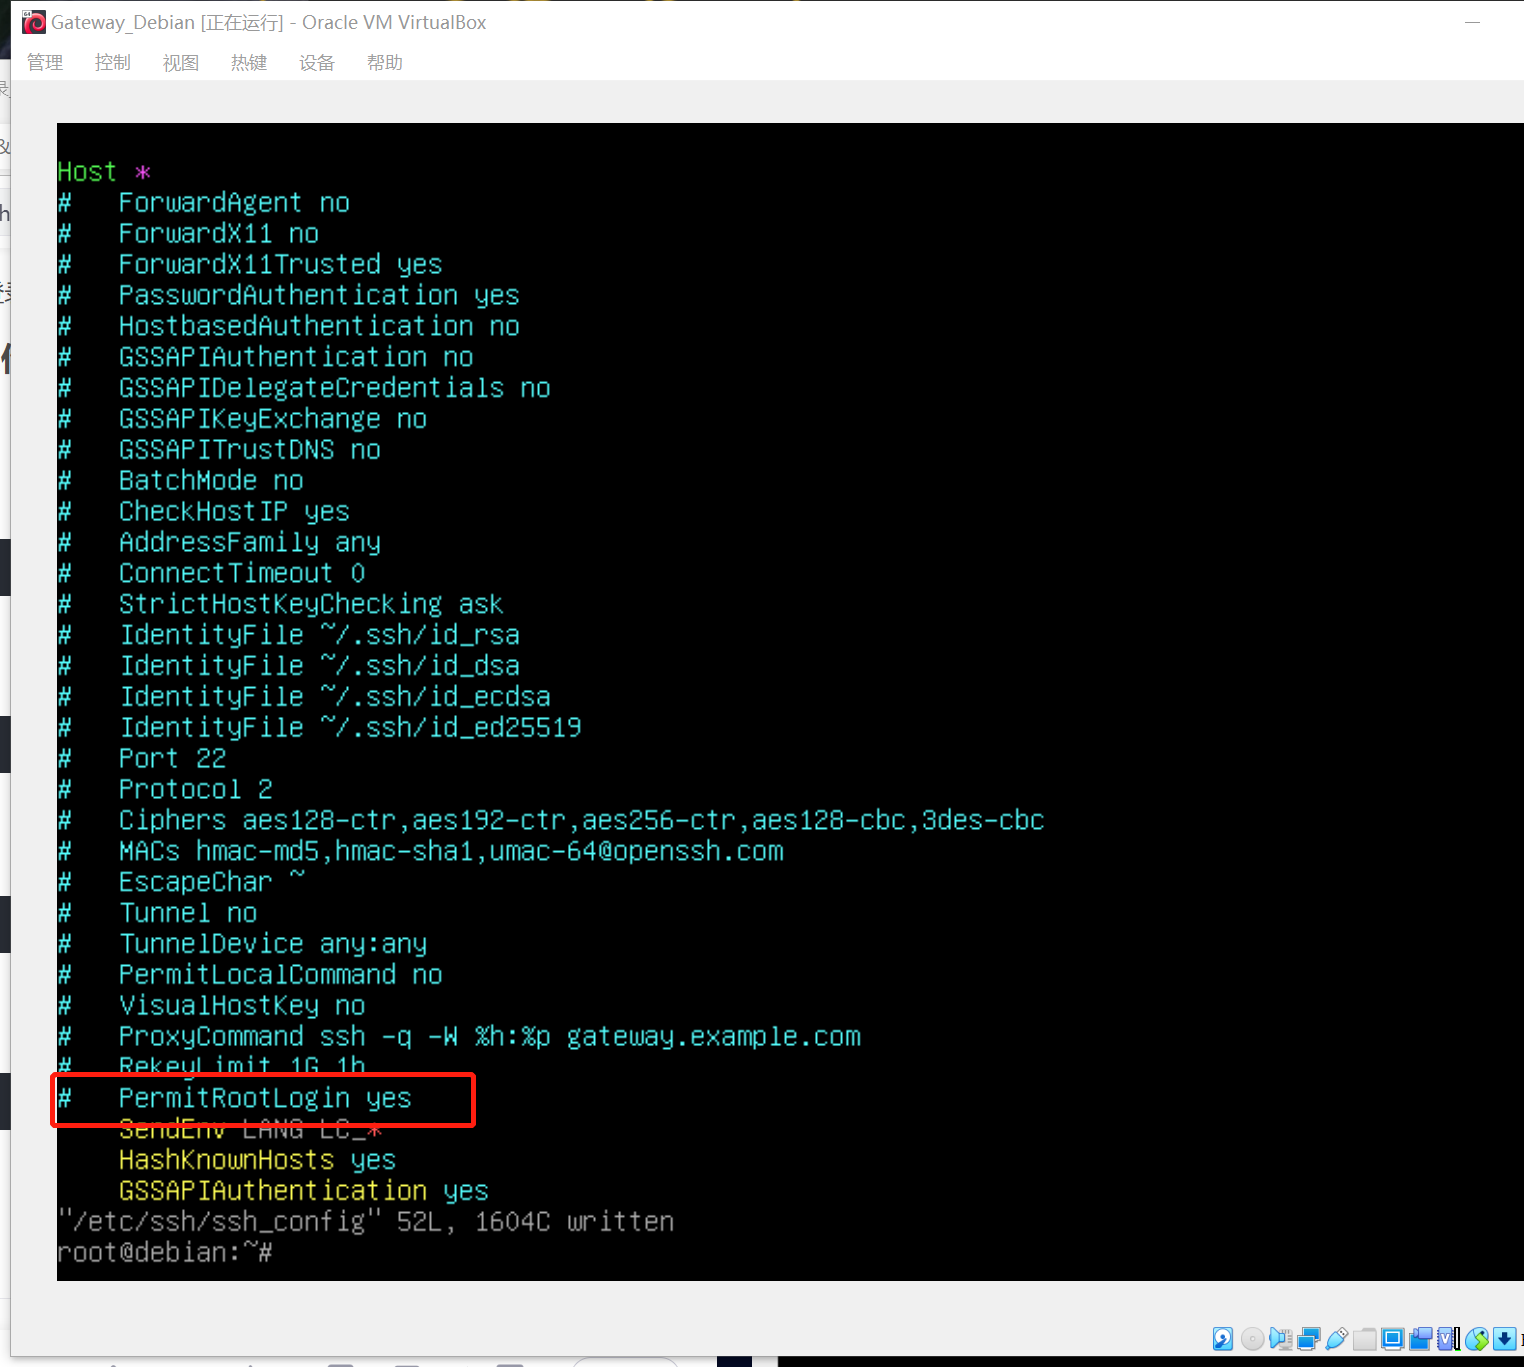 Gateway_Debian [正在运行] - Oracle VM VirtualBox
管理 控制 视图 热键 设备 帮助
Host *
#   ForwardAgent no
#   ForwardX11 no
#   ForwardX11Trusted yes
#   PasswordAuthentication yes
#   HostbasedAuthentication no
#   GSSAPIAuthentication no
#   GSSAPIDelegateCredentials no
#   GSSAPIKeyExchange no
#   GSSAPITrustDNS no
#   BatchMode no
#   CheckHostIP yes
#   AddressFamily any
#   ConnectTimeout 0
#   StrictHostKeyChecking ask
#   IdentityFile ~/.ssh/id_rsa
#   IdentityFile ~/.ssh/id_dsa
#   IdentityFile ~/.ssh/id_ecdsa
#   IdentityFile ~/.ssh/id_ed25519
#   Port 22
#   Protocol 2
#   Ciphers aes128-ctr,aes192-ctr,aes256-ctr,aes128-cbc,3des-cbc
#   MACs hmac-md5,hmac-sha1,umac-64@openssh.com
#   EscapeChar ~
#   Tunnel no
#   TunnelDevice any:any
#   PermitLocalCommand no
#   VisualHostKey no
#   ProxyCommand ssh -q -W %h:%p gateway.example.com
#   RekeyLimit 1G 1h
#   PermitRootLogin yes
    SendEnv LANG LC_*
    HashKnownHosts yes
    GSSAPIAuthentication yes
"/etc/ssh/ssh_config" 52L, 1604C written
root@debian:~#